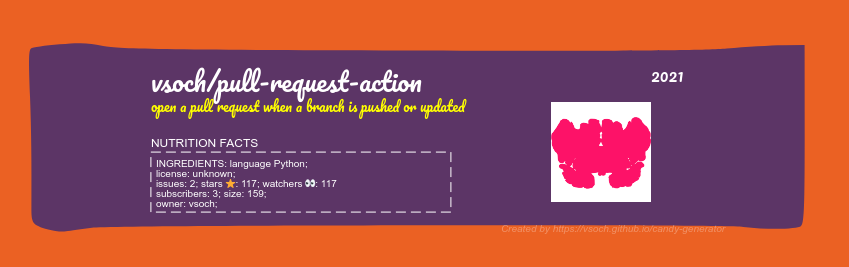 vsoch/pull-request-action
2021
open a pull request when a branch is pushed or updated
NUTRITION FACTS
INGREDIENTS: language Python;
license: unknown;
issues: 2; stars ⭐: 117; watchers 👀: 117
subscribers: 3; size: 159;
owner: vsoch;
Created by https://vsoch.github.io/candy-generator